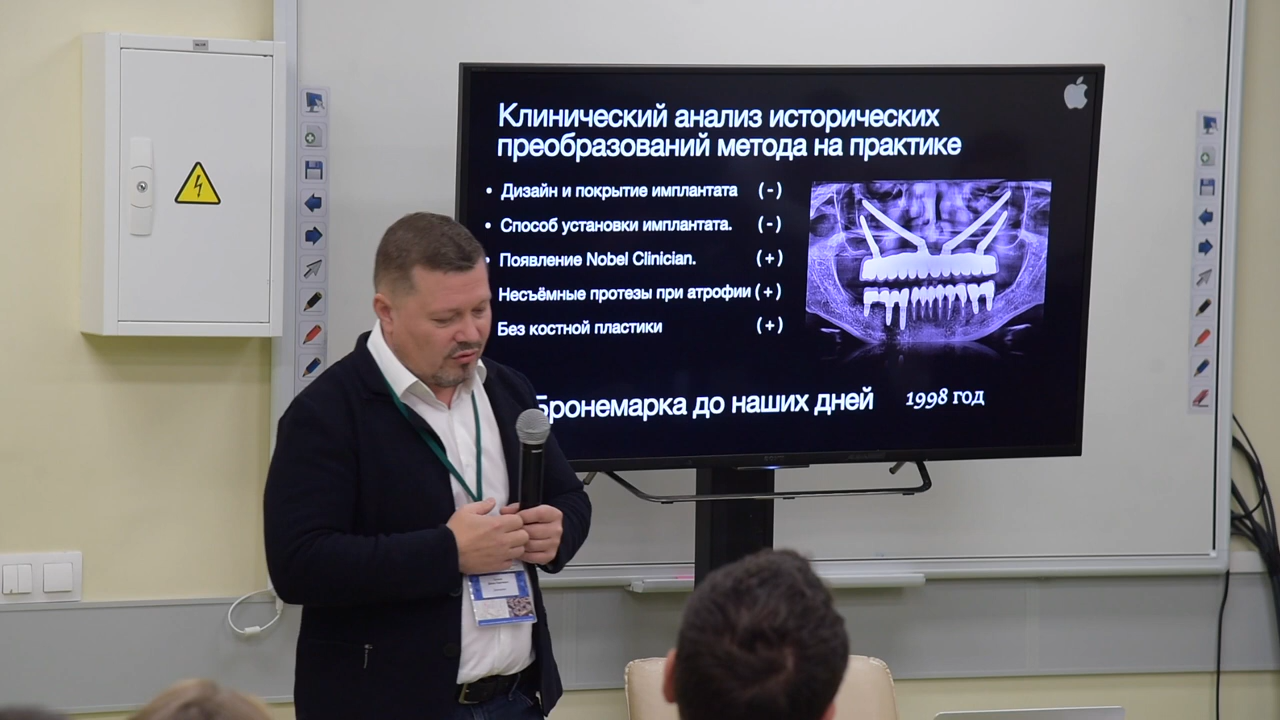 Клинический анализ исторических
преобразований метода на практике
• Дизайн и покрытие имплантата (-)
• Способ установки имплантата. (-)
• Появление Nobel Clinician. (+)
Несъёмные протезы при атрофии (+)
Без костной пластики (+)
Бронемарка до наших дней 1998 год